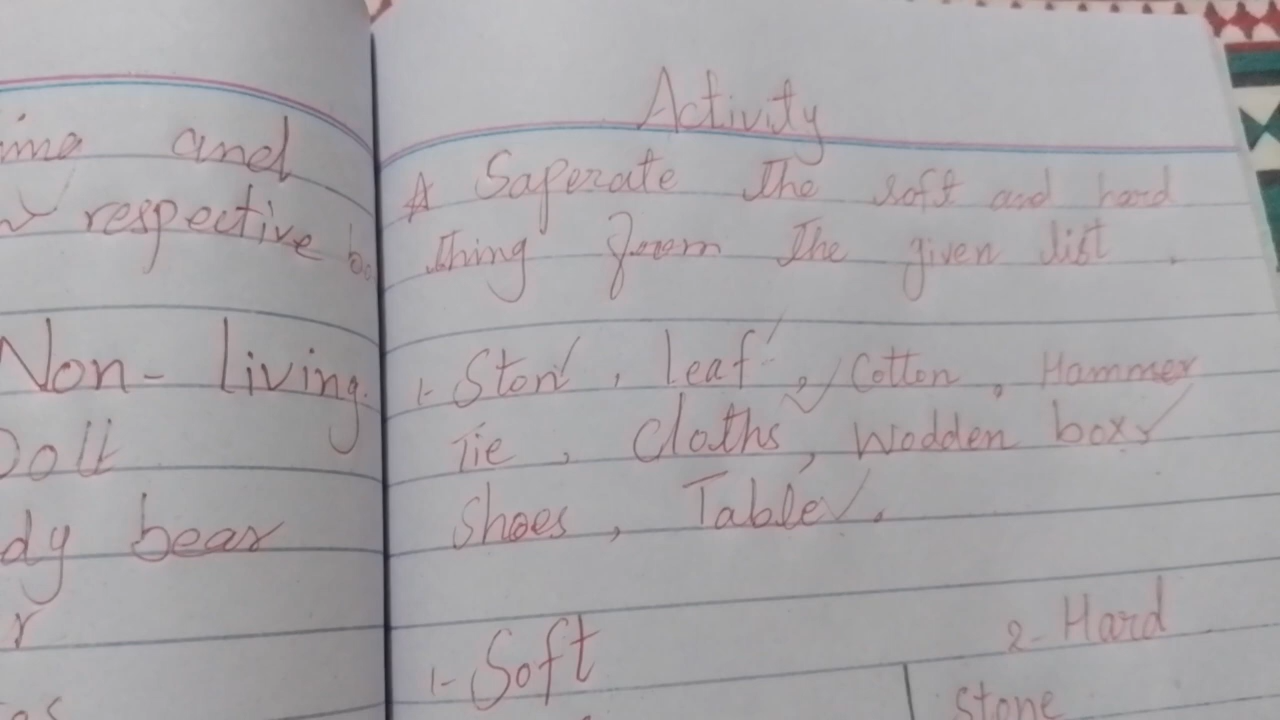 and
respective
Non- living
Doll
dy bear
r
Activity
Saperate the soft and hard
thing from the given list .
1- Ston , leaf , Cotton , Hammer
Tie , Cloths , Wodden box
Shoes , Table .
1- Soft
2- Hard
Stone